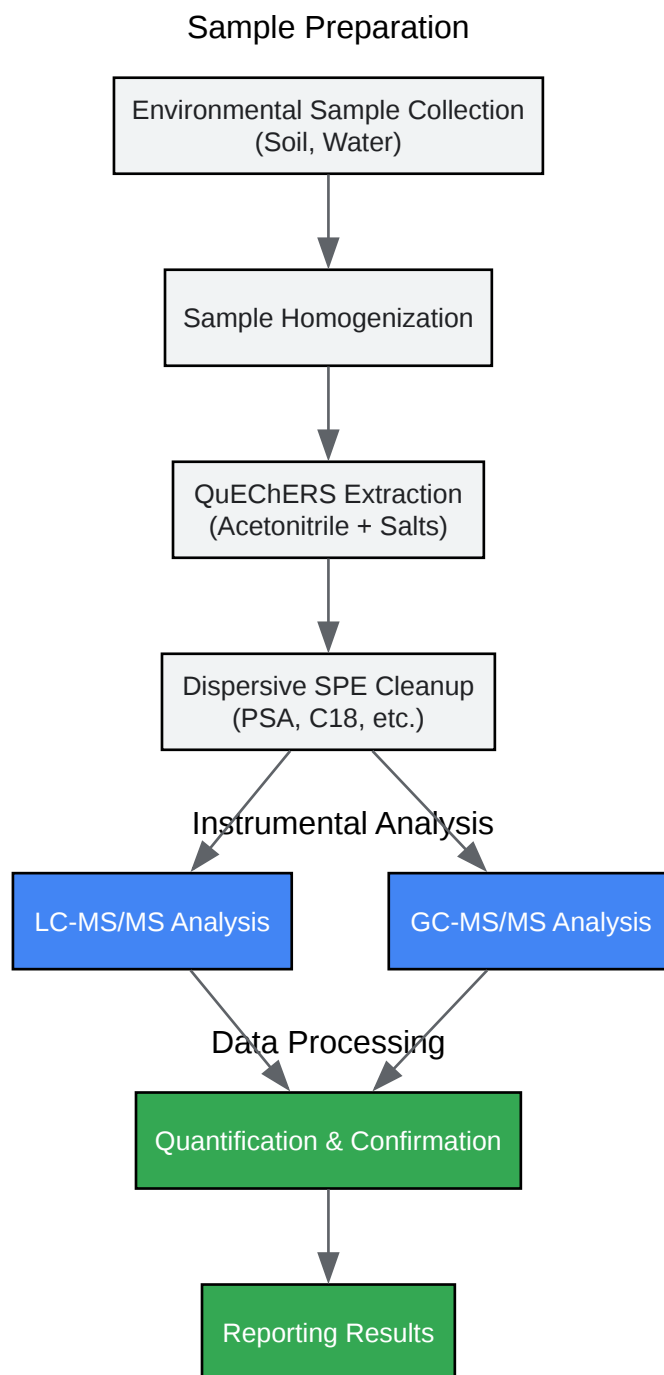 Sample Preparation
Environmental Sample Collection
(Soil, Water)
Sample Homogenization
QuEChERS Extraction
(Acetonitrile + Salts)
Dispersive SPE Cleanup
(PSA, C18, etc.)
Instrumental Analysis
LC-MS/MS Analysis
GC-MS/MS Analysis
Data Processing
Quantification & Confirmation
Reporting Results